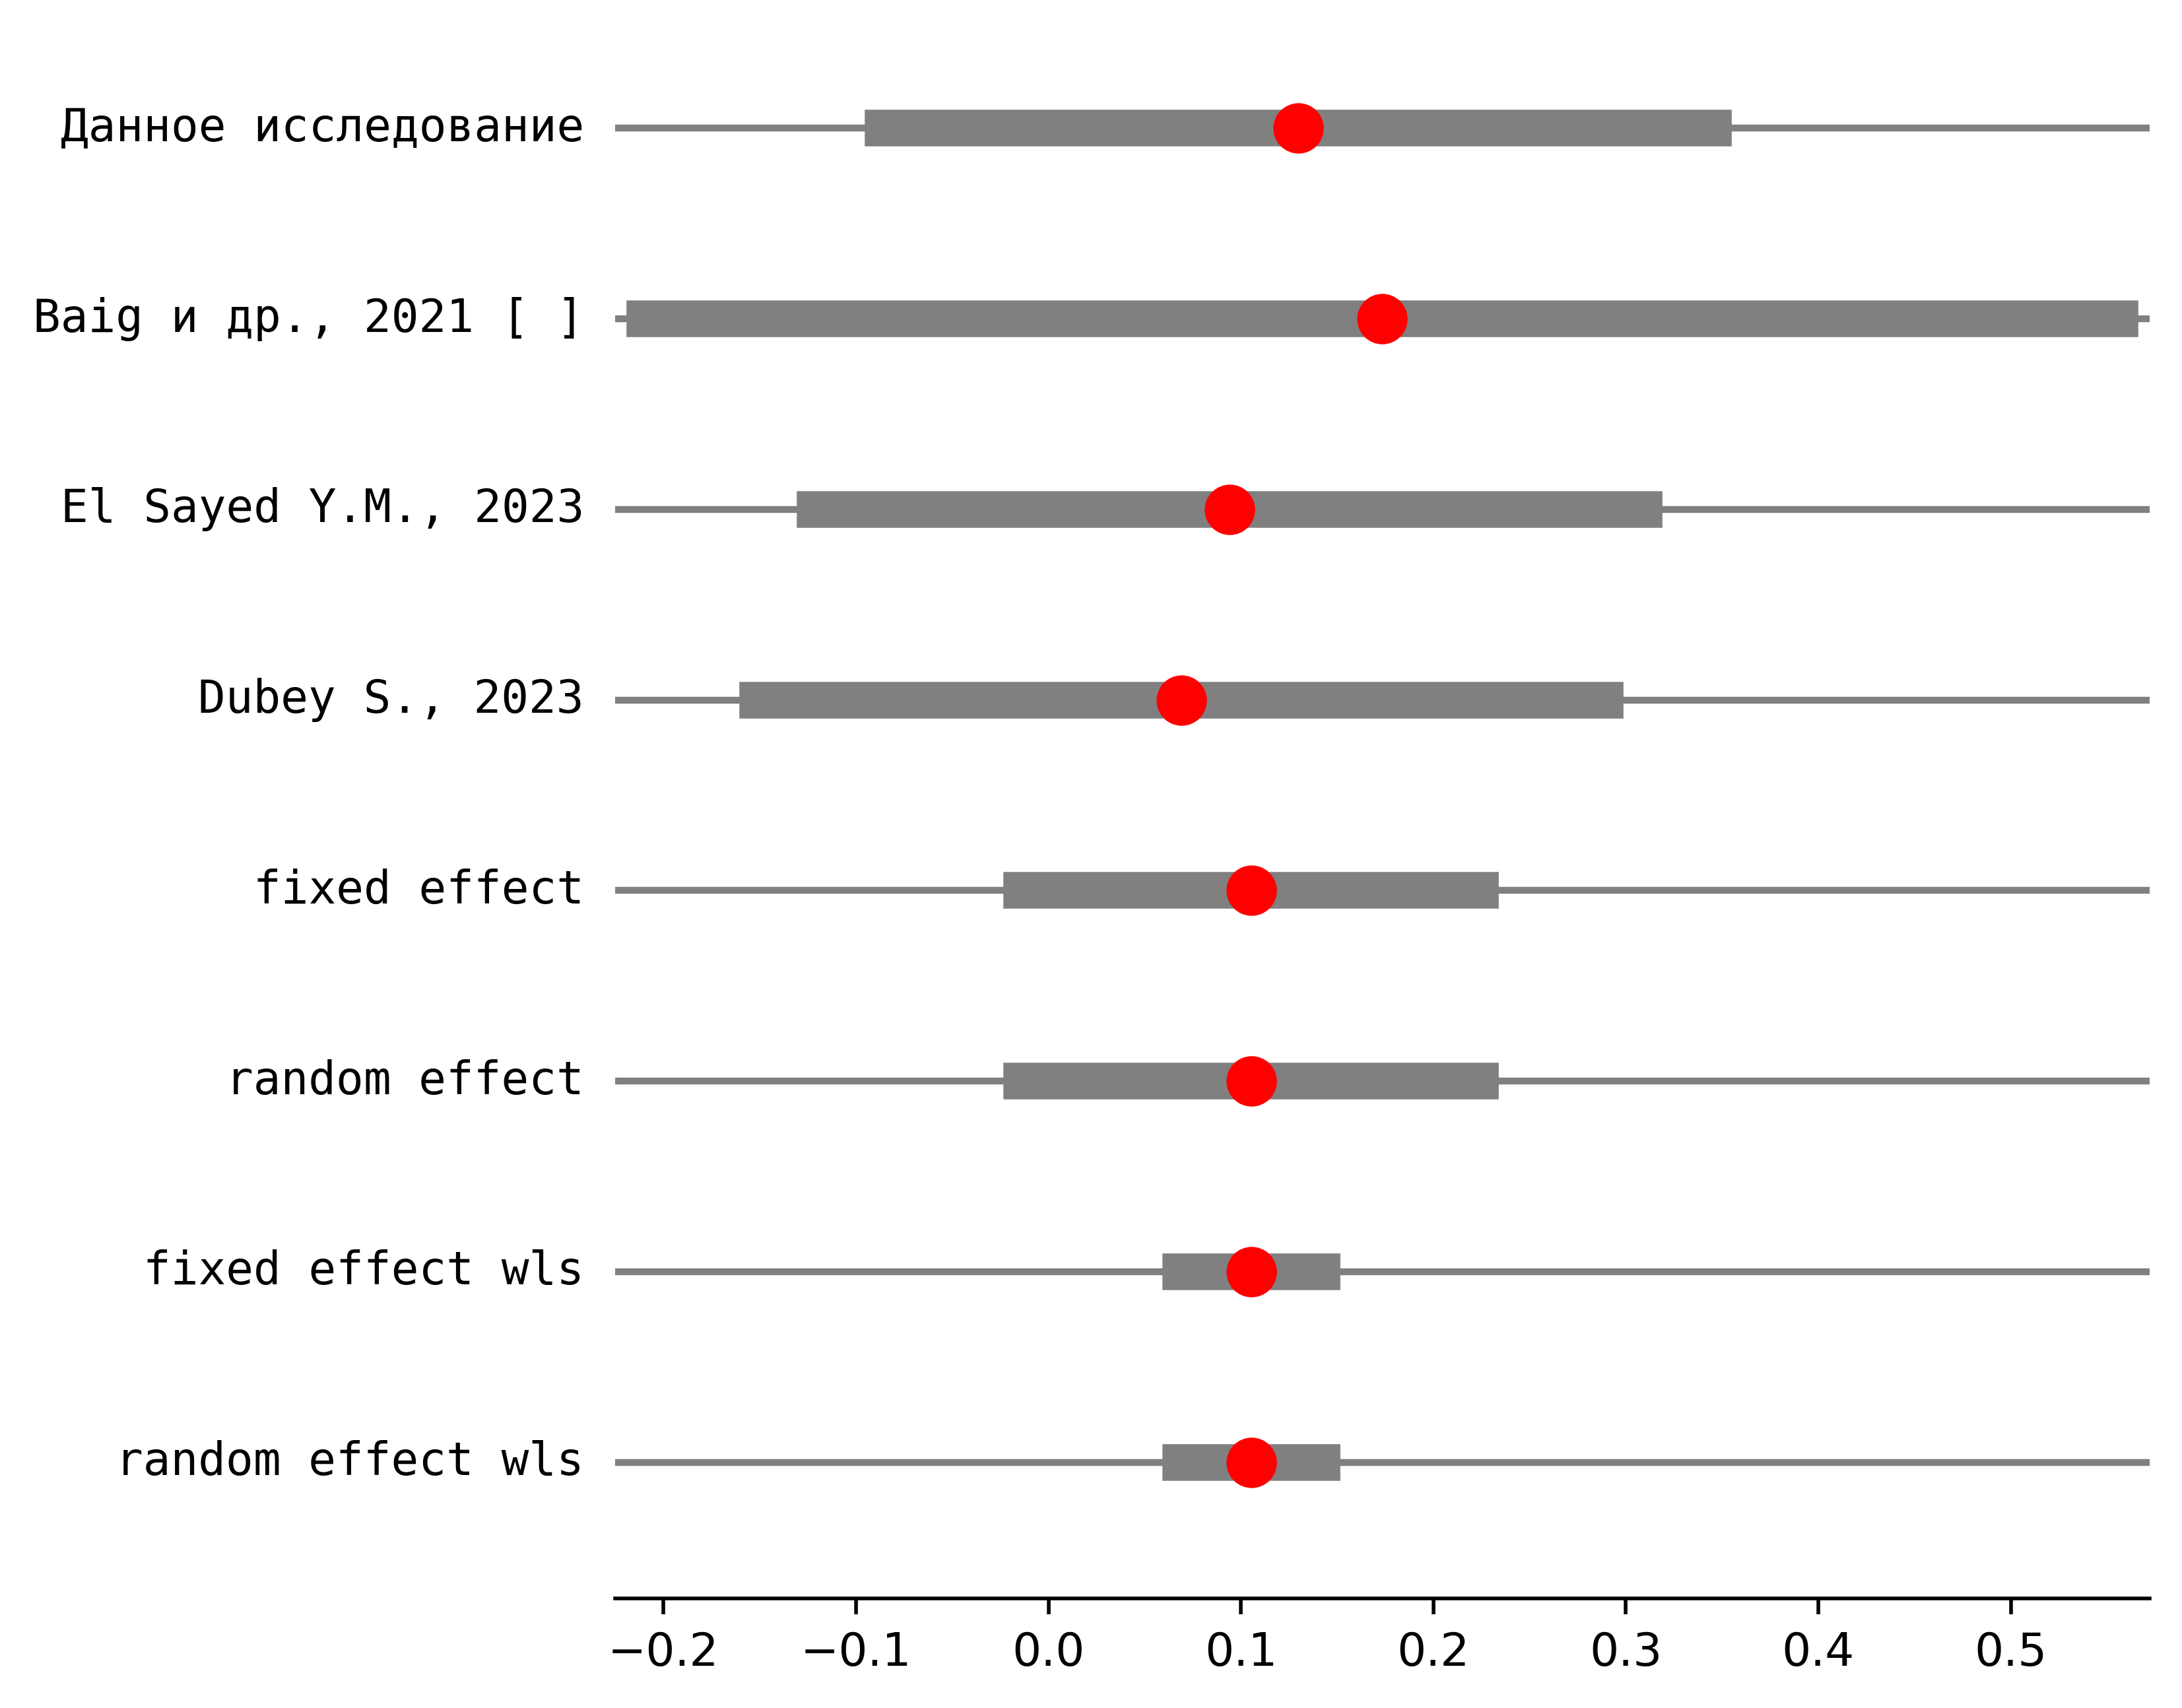 Данное исследование
Baig и др., 2021 [ ]
El Sayed Y.M., 2023
Dubey S., 2023
fixed effect
random effect
fixed effect wls
random effect wls
−0.2 −0.1 0.0 0.1 0.2 0.3 0.4 0.5